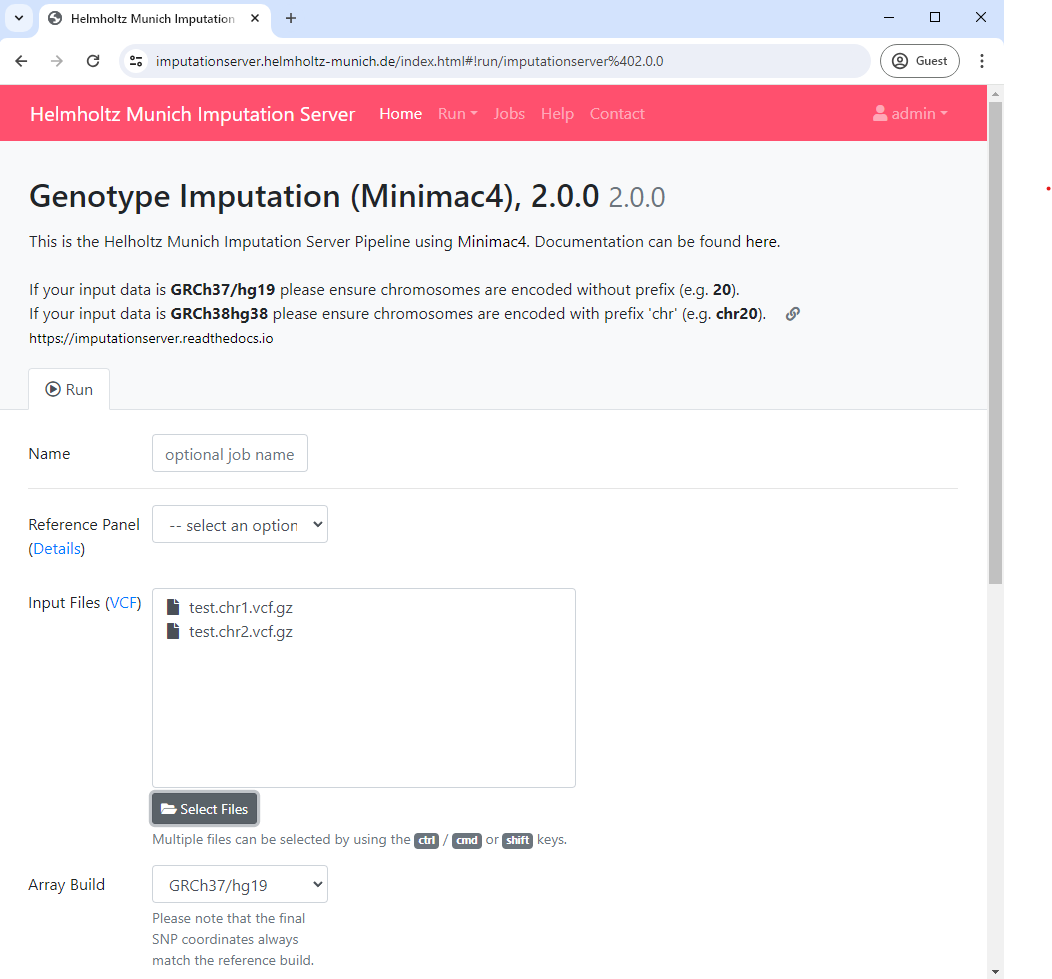 Helmholtz Munich Imputation
imputationserver.helmholtz-munich.de/index.html#!run/imputationserver%402.0.0
Guest
Helmholtz Munich Imputation Server Home Run Jobs Help Contact admin
Genotype Imputation (Minimac4), 2.0.0 2.0.0
This is the Helholtz Munich Imputation Server Pipeline using Minimac4. Documentation can be found here.
If your input data is GRCh37/hg19 please ensure chromosomes are encoded without prefix (e.g. 20).
If your input data is GRCh38hg38 please ensure chromosomes are encoded with prefix 'chr' (e.g. chr20).
https://imputationserver.readthedocs.io
Run
Name optional job name
Reference Panel -- select an option
(Details)
Input Files (VCF) test.chr1.vcf.gz
test.chr2.vcf.gz
Select Files
Multiple files can be selected by using the ctrl / cmd or shift keys.
Array Build GRCh37/hg19
Please note that the final
SNP coordinates always
match the reference build.